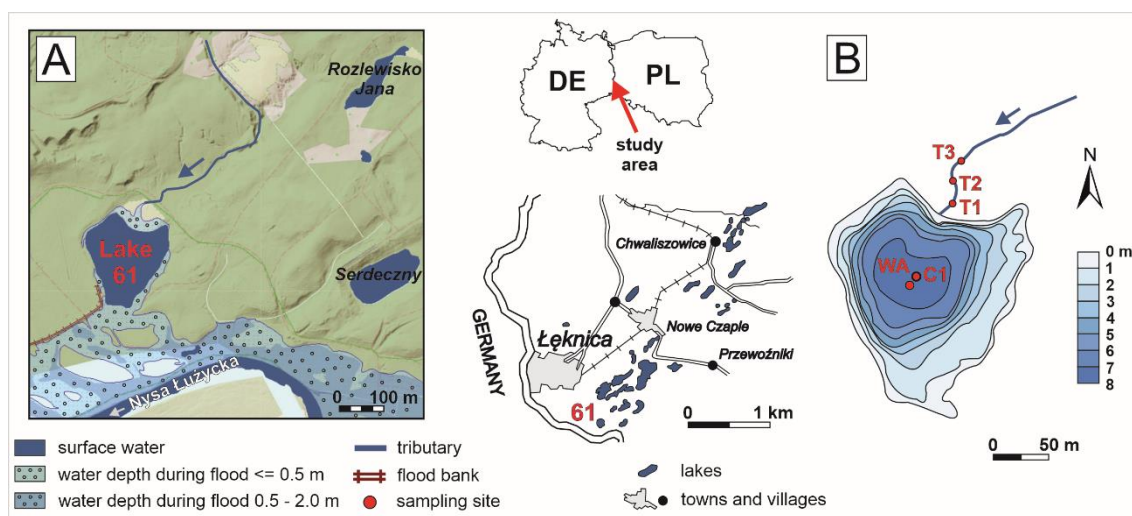 A
Rozlewisko
Jana
Lake
61
Serdeczny
Nysa Łużycka
0 100 m
DE
PL
study
area
Chwaliszowice
GERMANY
Łęknica
Nowe Czaple
Przewoźniki
61
0 1 km
B
T3
T2
T1
N
WA
C1
0 m
1
2
3
4
5
6
7
8
0 50 m
surface water
water depth during flood <= 0.5 m
water depth during flood 0.5 - 2.0 m
tributary
flood bank
sampling site
lakes
towns and villages